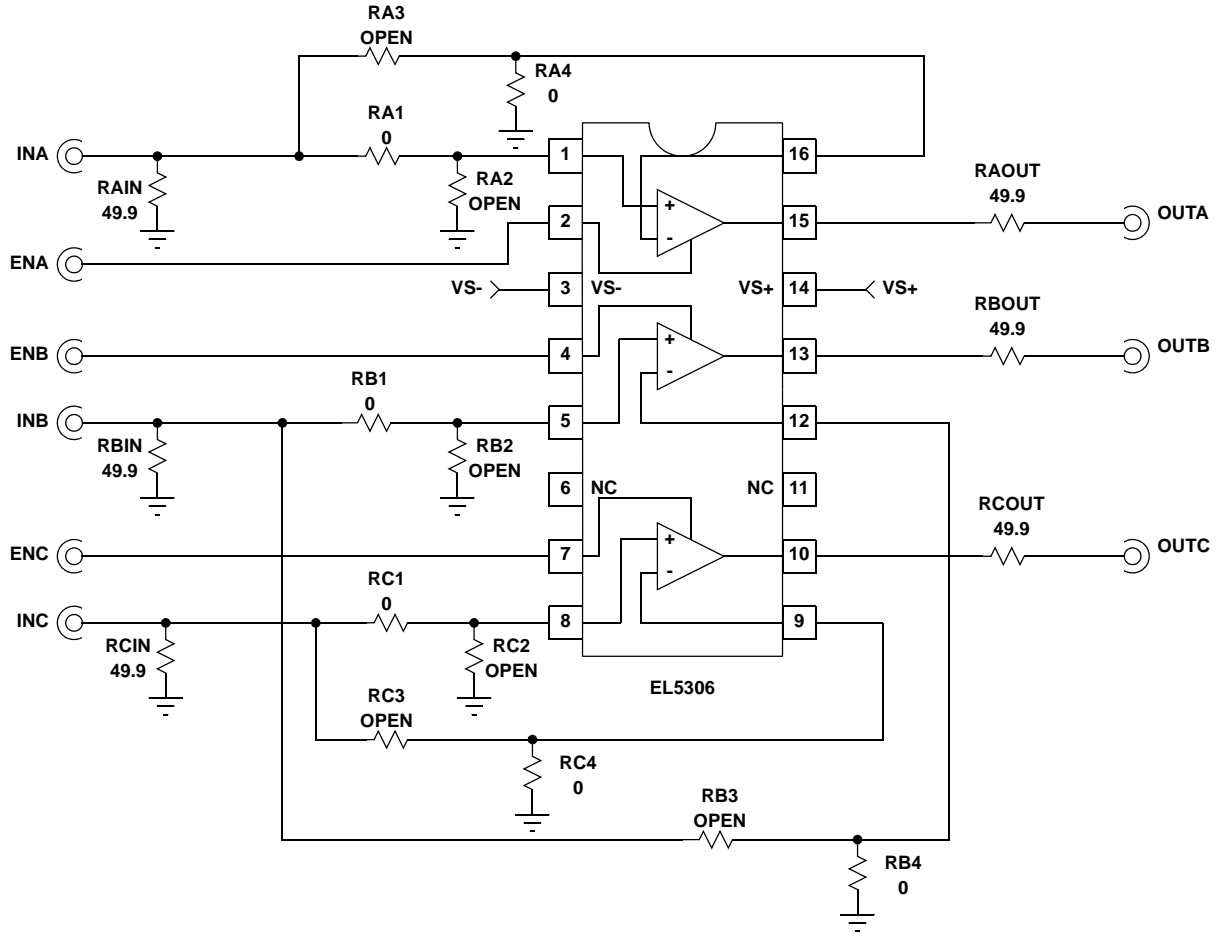 RA3
OPEN
RA4
0
RA1
0
INA
1
16
RAIN
49.9
RA2
OPEN
+
-
RAOUT
49.9
2
15
OUTA
ENA
VS-
3
VS-
VS+
14
VS+
RBOUT
49.9
ENB
4
+
-
13
OUTB
RB1
0
INB
5
12
RBIN
49.9
RB2
OPEN
6
NC
NC
11
RCOUT
49.9
ENC
7
+
-
10
OUTC
RC1
0
INC
8
9
RCIN
49.9
RC2
OPEN
EL5306
RC3
OPEN
RC4
0
RB3
OPEN
RB4
0